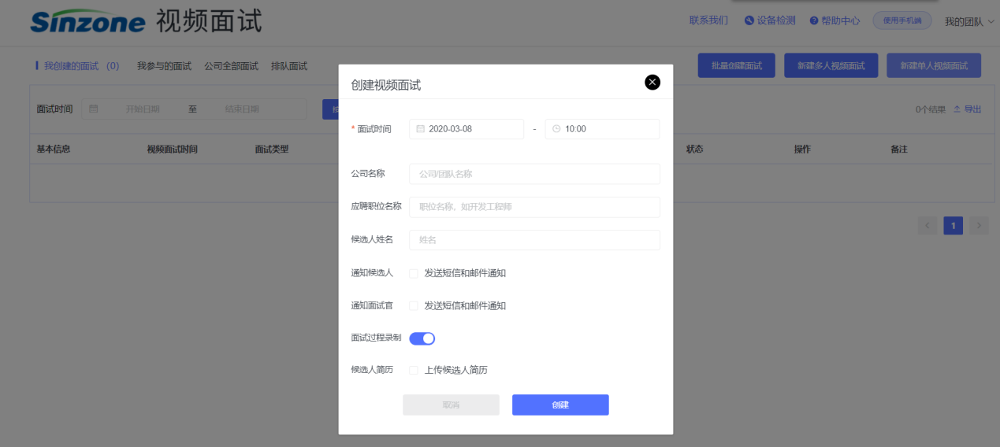 Sinzone 视频面试
联系我们 设备检测 帮助中心 使用手机端 我的团队
我创建的面试 (0) 我参与的面试 公司全部面试 排队面试
批量创建面试 新建多人视频面试 新建单人视频面试
面试时间 开始日期 至 结束日期
0个结果 导出
基本信息 视频面试时间 面试类型 状态 操作 备注
1
创建视频面试
* 面试时间 2020-03-08 - 10:00
公司名称 公司/团队名称
应聘职位名称 职位名称，如开发工程师
候选人姓名 姓名
通知候选人 发送短信和邮件通知
通知面试官 发送短信和邮件通知
面试过程录制
候选人简历 上传候选人简历
取消 创建